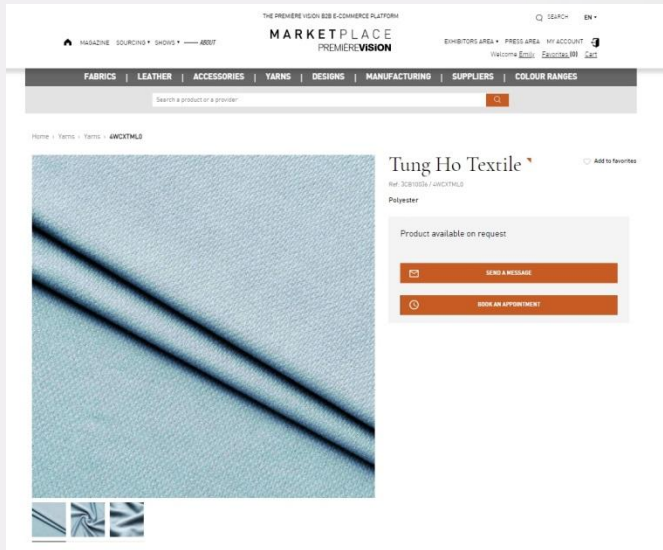 THE PREMIÈRE VISION B2B E-COMMERCE PLATFORM
SEARCH EN
MARKETPLACE
PREMIÈREVISION
MAGAZINE SOURCING SHOWS ABOUT
EXHIBITORS AREA PRESS AREA MY ACCOUNT
Welcome Emily Favorites (0) Cart
FABRICS | LEATHER | ACCESSORIES | YARNS | DESIGNS | MANUFACTURING | SUPPLIERS | COLOUR RANGES
Search a product or a provider
Home > Yarns > Yarns > 4WCXTML0
Tung Ho Textile
Add to favorites
Polyester
Product available on request
SEND A MESSAGE
BOOK AN APPOINTMENT